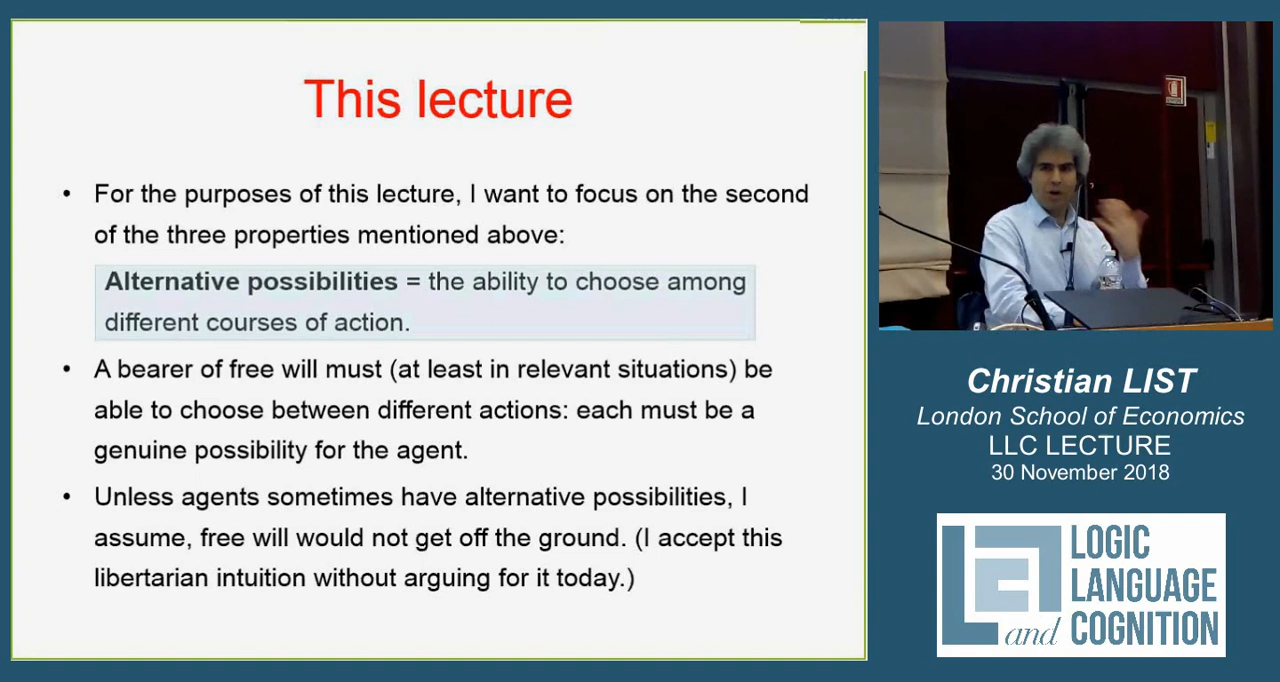 This lecture
• For the purposes of this lecture, I want to focus on the second
of the three properties mentioned above:
Alternative possibilities = the ability to choose among
different courses of action.
• A bearer of free will must (at least in relevant situations) be
able to choose between different actions: each must be a
genuine possibility for the agent.
• Unless agents sometimes have alternative possibilities, I
assume, free will would not get off the ground. (I accept this
libertarian intuition without arguing for it today.)
Christian LIST
London School of Economics
LLC LECTURE
30 November 2018
LOGIC
LANGUAGE
and COGNITION